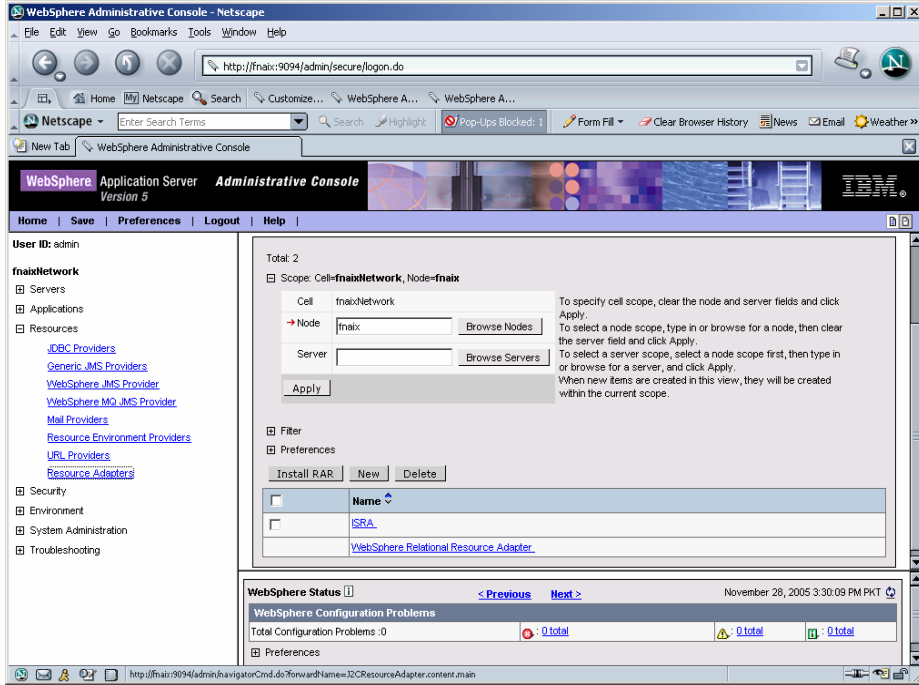 WebSphere Administrative Console - Netscape
File Edit View Go Bookmarks Tools Window Help
http://fnaix:9094/admin/secure/logon.do
Home My Netscape Search Customize... WebSphere A... WebSphere A...
Netscape Enter Search Terms Search Highlight Pop-Ups Blocked: 1 Form Fill Clear Browser History News Email Weather »
New Tab WebSphere Administrative Console
WebSphere Application Server Administrative Console
Version 5
IBM
Home | Save | Preferences | Logout | Help |
User ID: admin
fnaixNetwork
Servers
Applications
Resources
JDBC Providers
Generic JMS Providers
WebSphere JMS Provider
WebSphere MQ JMS Provider
Mail Providers
Resource Environment Providers
URL Providers
Resource Adapters
Security
Environment
System Administration
Troubleshooting
Total: 2
Scope: Cell=fnaixNetwork, Node=fnaix
Cell fnaixNetwork
Node fnaix Browse Nodes
Server Browse Servers
Apply
To specify cell scope, clear the node and server fields and click
Apply.
To select a node scope, type in or browse for a node, then clear
the server field and click Apply.
To select a server scope, select a node scope first, then type in
or browse for a server, and click Apply.
When new items are created in this view, they will be created
within the current scope.
Filter
Preferences
Install RAR New Delete
Name
ISRA
WebSphere Relational Resource Adapter
WebSphere Status i < Previous Next > November 28, 2005 3:30:09 PM PKT
WebSphere Configuration Problems
Total Configuration Problems :0 : 0 total : 0 total : 0 total
Preferences
http://fnaix:9094/admin/navigatorCmd.do?forwardName=J2CResourceAdapter.content.main